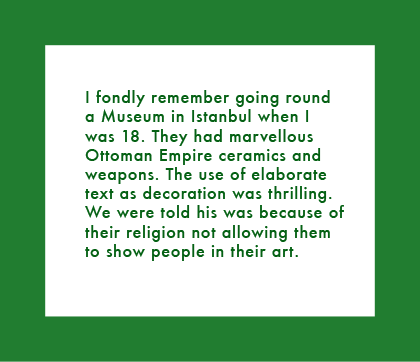 I fondly remember going round
a Museum in Istanbul when I
was 18. They had marvellous
Ottoman Empire ceramics and
weapons. The use of elaborate
text as decoration was thrilling.
We were told his was because of
their religion not allowing them
to show people in their art.